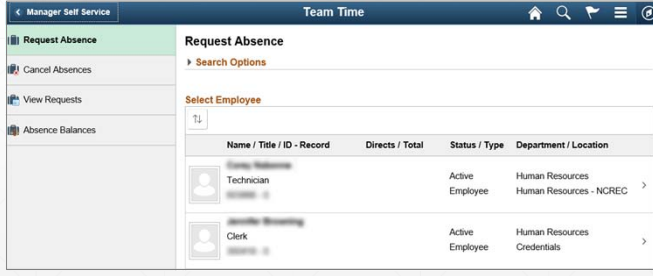 Manager Self Service
Team Time
Request Absence
Cancel Absences
View Requests
Absence Balances
Request Absence
Search Options
Select Employee
Name / Title / ID - Record Directs / Total Status / Type Department / Location
Technician
Active
Employee
Human Resources
Human Resources - NCREC
Clerk
Active
Employee
Human Resources
Credentials